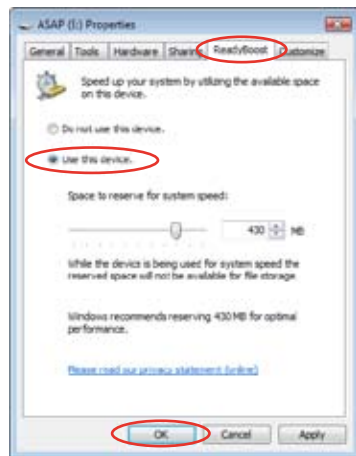 ASAP (I:) Properties
General Tools Hardware Sharing ReadyBoost Customize
Speed up your system by utilizing the available space
on this device.
Do not use this device.
Use this device.
Space to reserve for system speed:
430 MB
While the device is being used for system speed the
reserved space will not be available for file storage.
Windows recommends reserving 430 MB for optimal
performance.
Please read our privacy statement (online)
OK Cancel Apply